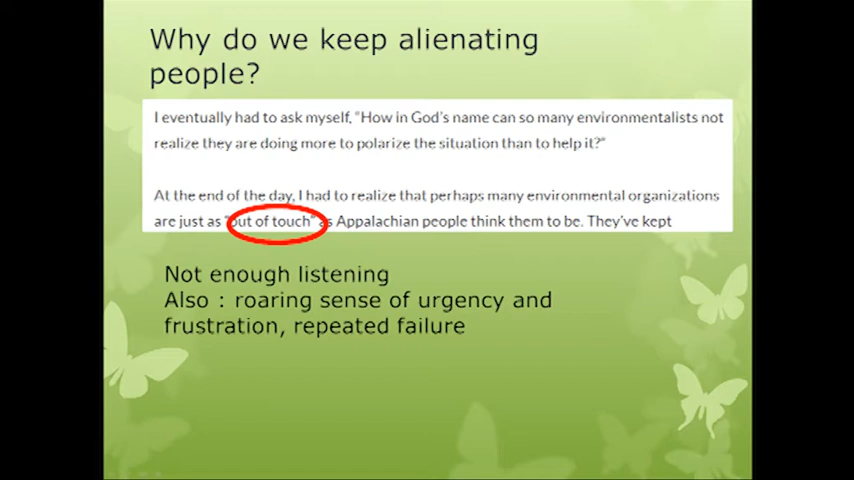 Why do we keep alienating
people?
I eventually had to ask myself, “How in God’s name can so many environmentalists not
realize they are doing more to polarize the situation than to help it?”
At the end of the day, I had to realize that perhaps many environmental organizations
are just as “out of touch” as Appalachian people think them to be. They’ve kept
Not enough listening
Also : roaring sense of urgency and
frustration, repeated failure